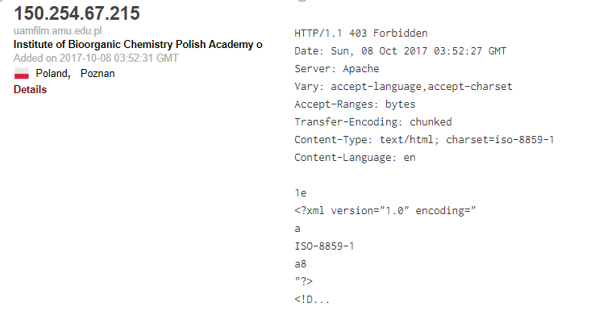 150.254.67.215
uamfilm.amu.edu.pl
Institute of Bioorganic Chemistry Polish Academy o
Added on 2017-10-08 03:52:31 GMT
Poland, Poznan
Details
HTTP/1.1 403 Forbidden
Date: Sun, 08 Oct 2017 03:52:27 GMT
Server: Apache
Vary: accept-language,accept-charset
Accept-Ranges: bytes
Transfer-Encoding: chunked
Content-Type: text/html; charset=iso-8859-1
Content-Language: en
1e
<?xml version="1.0" encoding="
a
ISO-8859-1
a8
"?>
<!D...